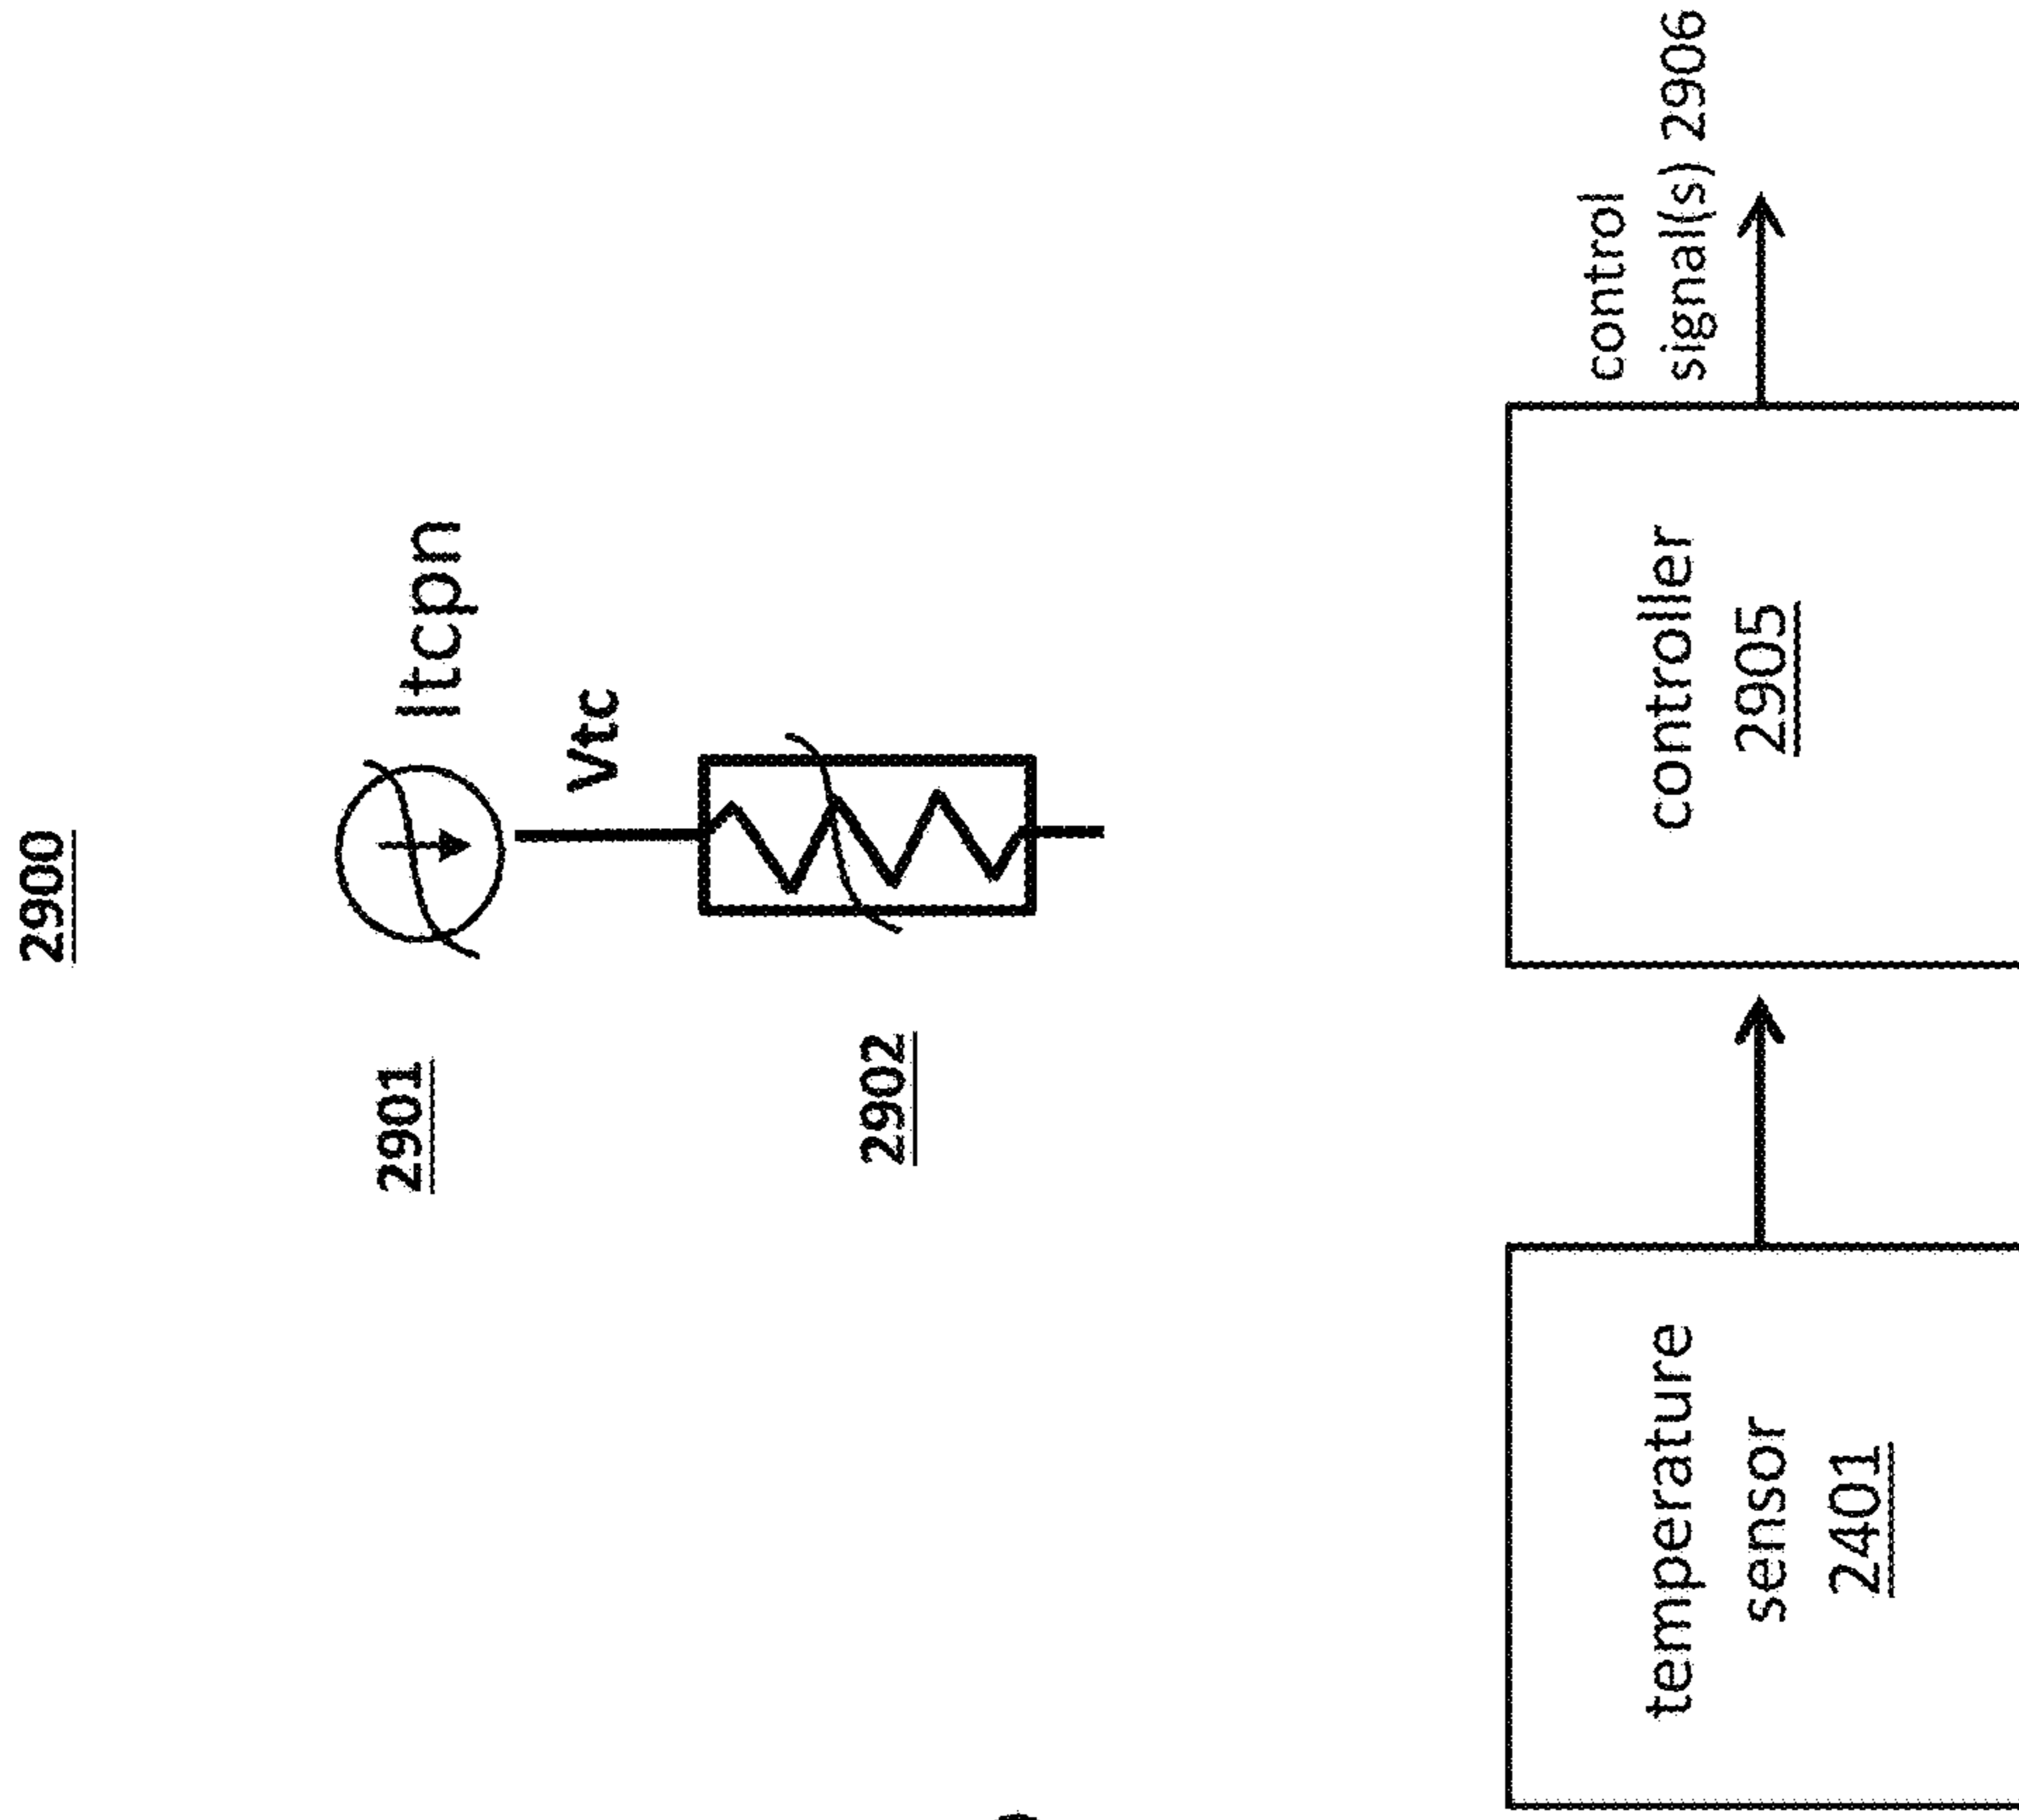 2900
2901
Itcpn
Vtc
2902
control
signal(s) 2906
temperature
sensor
2401
controller
2905